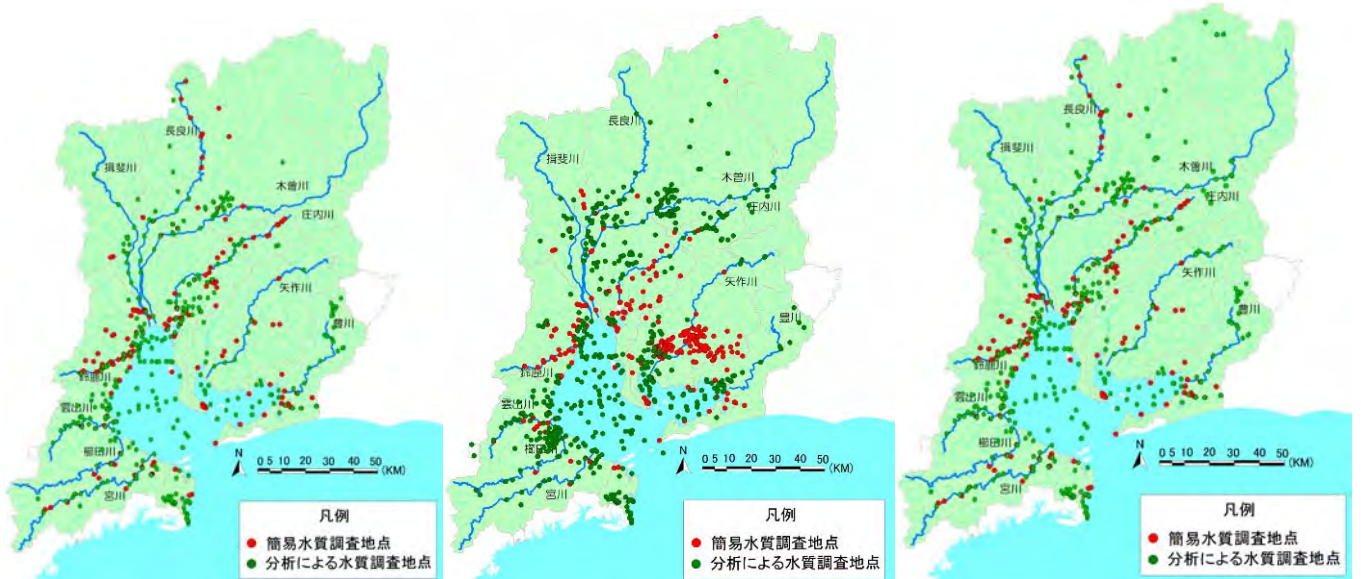 長良川
揖斐川
木曽川
庄内川
矢作川
豊川
鈴鹿川
雲出川
櫛田川
宮川
N
0 5 10 20 30 40 50
(KM)
凡例
簡易水質調査地点
分析による水質調査地点
長良川
揖斐川
木曽川
庄内川
矢作川
豊川
鈴鹿川
雲出川
櫛田川
宮川
N
0 5 10 20 30 40 50
(KM)
凡例
簡易水質調査地点
分析による水質調査地点
長良川
揖斐川
木曽川
庄内川
矢作川
豊川
鈴鹿川
雲出川
櫛田川
宮川
N
0 5 10 20 30 40 50
(KM)
凡例
簡易水質調査地点
分析による水質調査地点